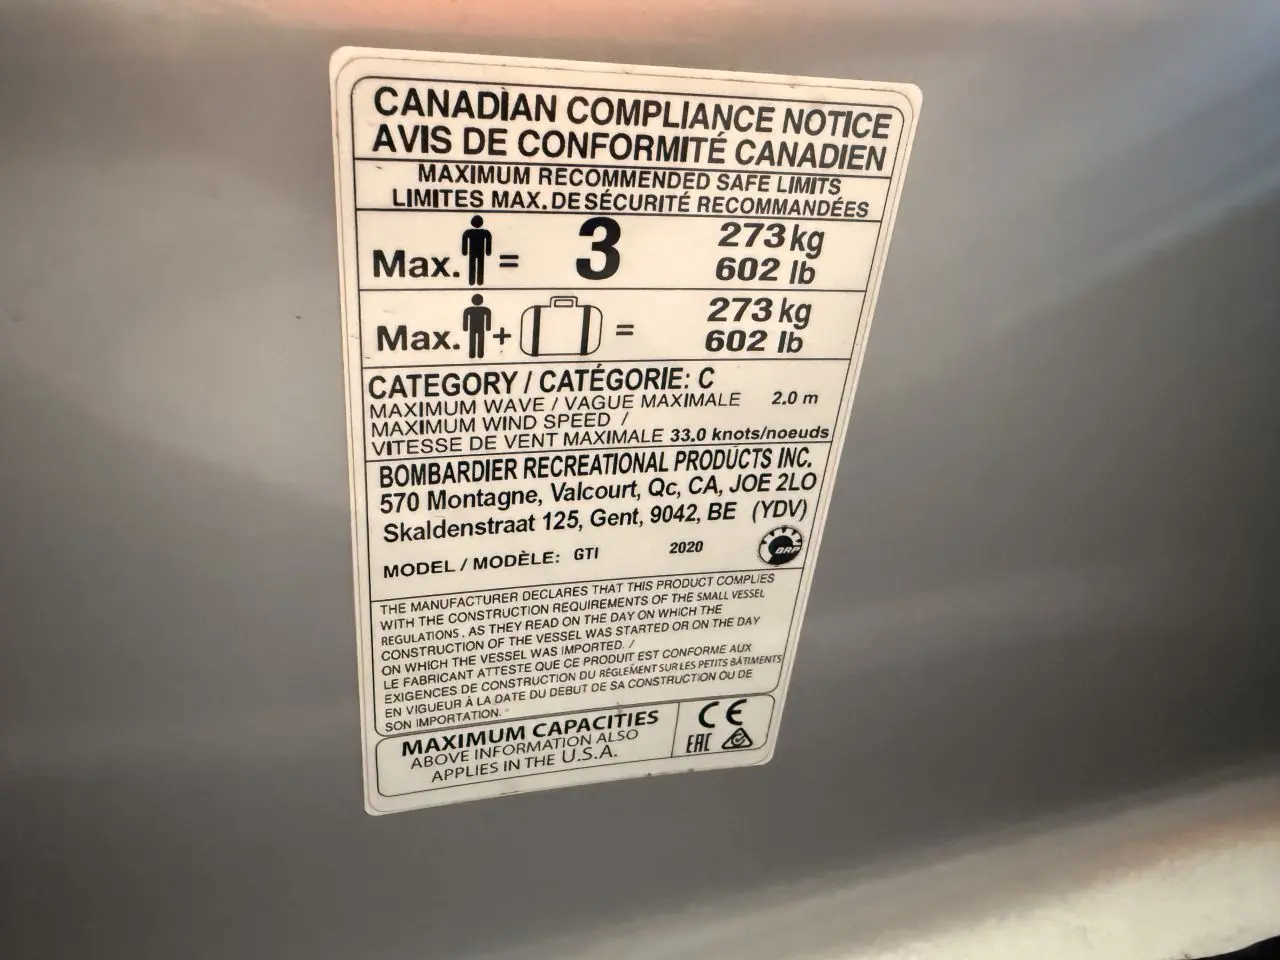 CANADIAN COMPLIANCE NOTICE
AVIS DE CONFORMITÉ CANADIEN
MAXIMUM RECOMMENDED SAFE LIMITS
LIMITES MAX. DE SÉCURITÉ RECOMMANDÉES
Max. = 3 273 kg
602 lb
Max. + = 273 kg
602 lb
CATEGORY / CATÉGORIE: C
MAXIMUM WAVE / VAGUE MAXIMALE 2.0 m
MAXIMUM WIND SPEED /
VITESSE DE VENT MAXIMALE 33.0 knots/noeuds
BOMBARDIER RECREATIONAL PRODUCTS INC.
570 Montagne, Valcourt, Qc, CA, JOE 2LO
Skaldenstraat 125, Gent, 9042, BE (YDV)
MODEL / MODÈLE: GTI 2020
BRP
THE MANUFACTURER DECLARES THAT THIS PRODUCT COMPLIES
WITH THE CONSTRUCTION REQUIREMENTS OF THE SMALL VESSEL
REGULATIONS, AS THEY READ ON THE DAY ON WHICH THE
CONSTRUCTION OF THE VESSEL WAS STARTED OR ON THE DAY
ON WHICH THE VESSEL WAS IMPORTED. /
LE FABRICANT ATTESTE QUE CE PRODUIT EST CONFORME AUX
EXIGENCES DE CONSTRUCTION DU RÈGLEMENT SUR LES PETITS BÂTIMENTS
EN VIGUEUR À LA DATE DU DÉBUT DE SA CONSTRUCTION OU DE
SON IMPORTATION.
MAXIMUM CAPACITIES
ABOVE INFORMATION ALSO
APPLIES IN THE U.S.A.
CE
EAC